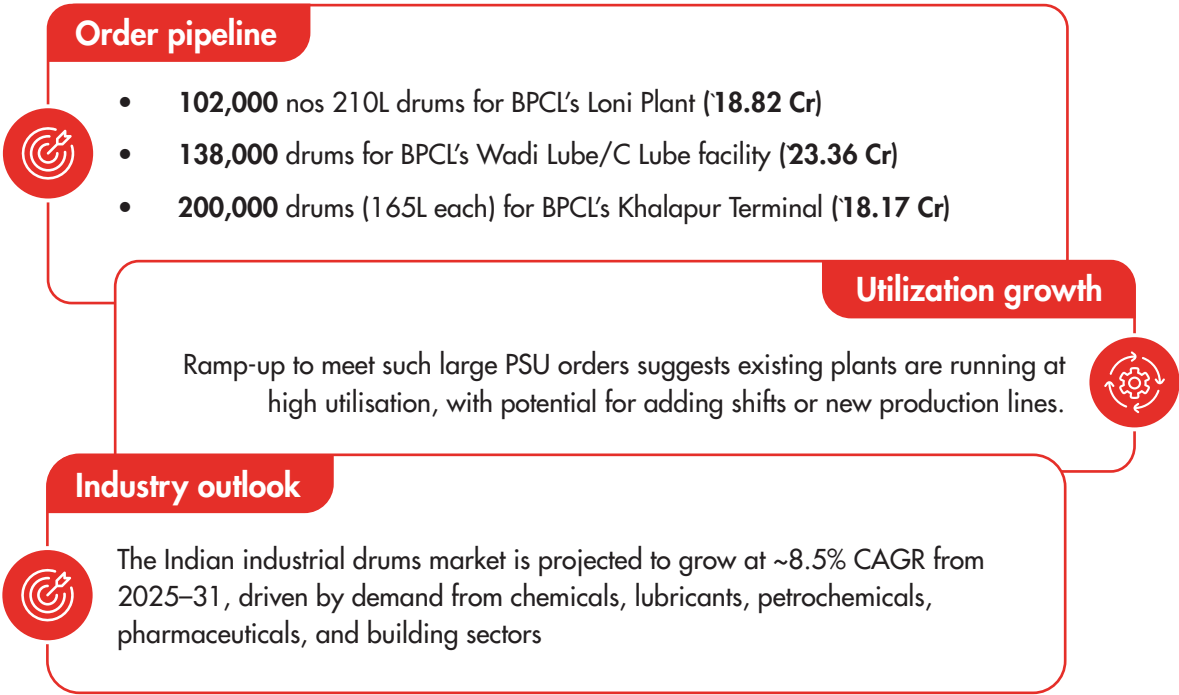 Order pipeline
• 102,000 nos 210L drums for BPCL's Loni Plant (`18.82 Cr)
• 138,000 drums for BPCL's Wadi Lube/C Lube facility (`23.36 Cr)
• 200,000 drums (165L each) for BPCL's Khalapur Terminal (`18.17 Cr)
Utilization growth
Ramp-up to meet such large PSU orders suggests existing plants are running at
high utilisation, with potential for adding shifts or new production lines.
Industry outlook
The Indian industrial drums market is projected to grow at ~8.5% CAGR from
2025–31, driven by demand from chemicals, lubricants, petrochemicals,
pharmaceuticals, and building sectors